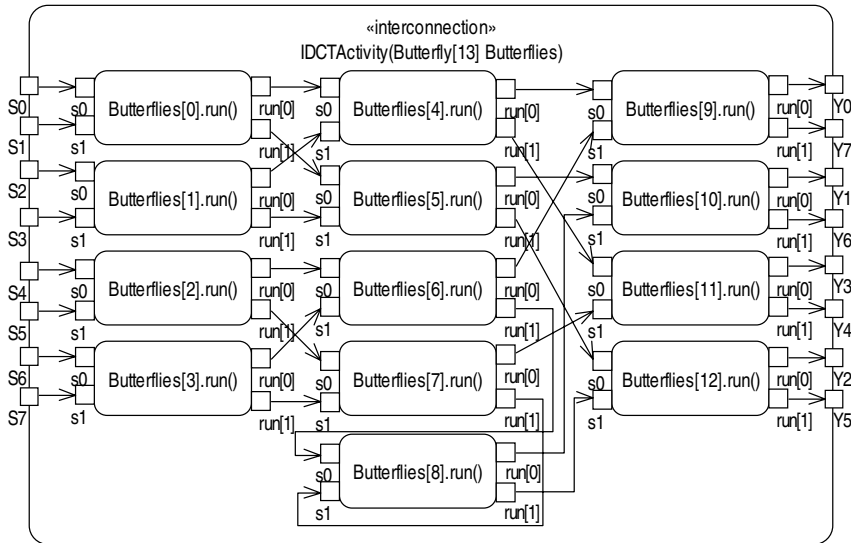 «interconnection»
IDCTActivity(Butterfly[13] Butterflies)
S0
s0
Butterflies[0].run()
run[0]
s0
Butterflies[4].run()
run[0]
s0
Butterflies[9].run()
run[0]
Y0
S1
s1
run[1]
s1
run[1]
s1
run[1]
Y7
S2
s0
Butterflies[1].run()
run[0]
s0
Butterflies[5].run()
run[0]
s0
Butterflies[10].run()
run[0]
Y1
S3
s1
run[1]
s1
run[1]
s1
run[1]
Y6
S4
s0
Butterflies[2].run()
run[0]
s0
Butterflies[6].run()
run[0]
s0
Butterflies[11].run()
run[0]
Y3
S5
s1
run[1]
s1
run[1]
s1
run[1]
Y4
S6
s0
Butterflies[3].run()
run[0]
s0
Butterflies[7].run()
run[0]
s0
Butterflies[12].run()
run[0]
Y2
S7
s1
run[1]
s1
run[1]
s1
run[1]
Y5
s0
Butterflies[8].run()
run[0]
s1
run[1]